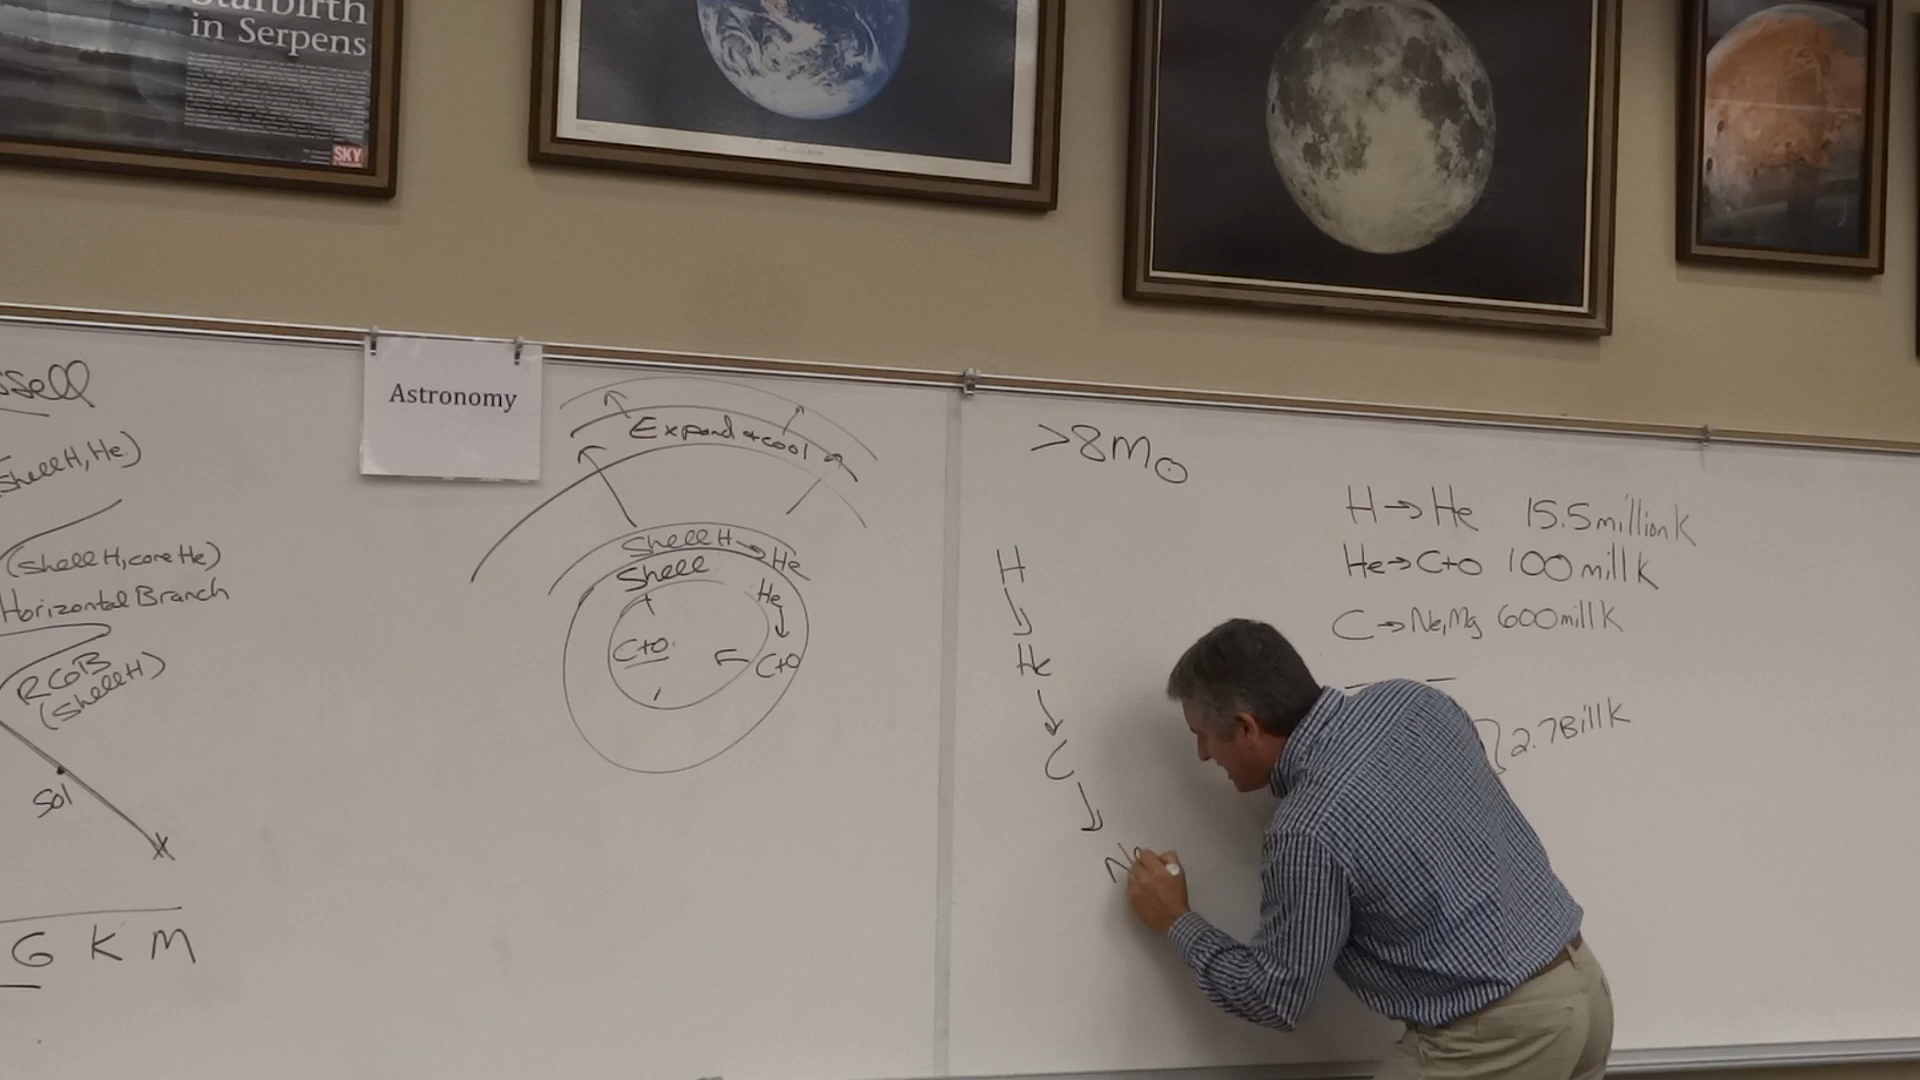 Starbirth
in Serpens
SKY
Astronomy
ssell
Shell H, He)
(Shell H, core He)
Horizontal Branch
RGB
(Shell H)
Sol
G K M
Expand + cool
Shell H → He
Shell
He
↓
C+O
← C+O
>8M⊙
H
↓
He
↓
C
↓
Ne
H → He 15.5 million K
He → C+O 100 mill K
C → Ne, Mg 600 mill K
} 2.7 Bill K